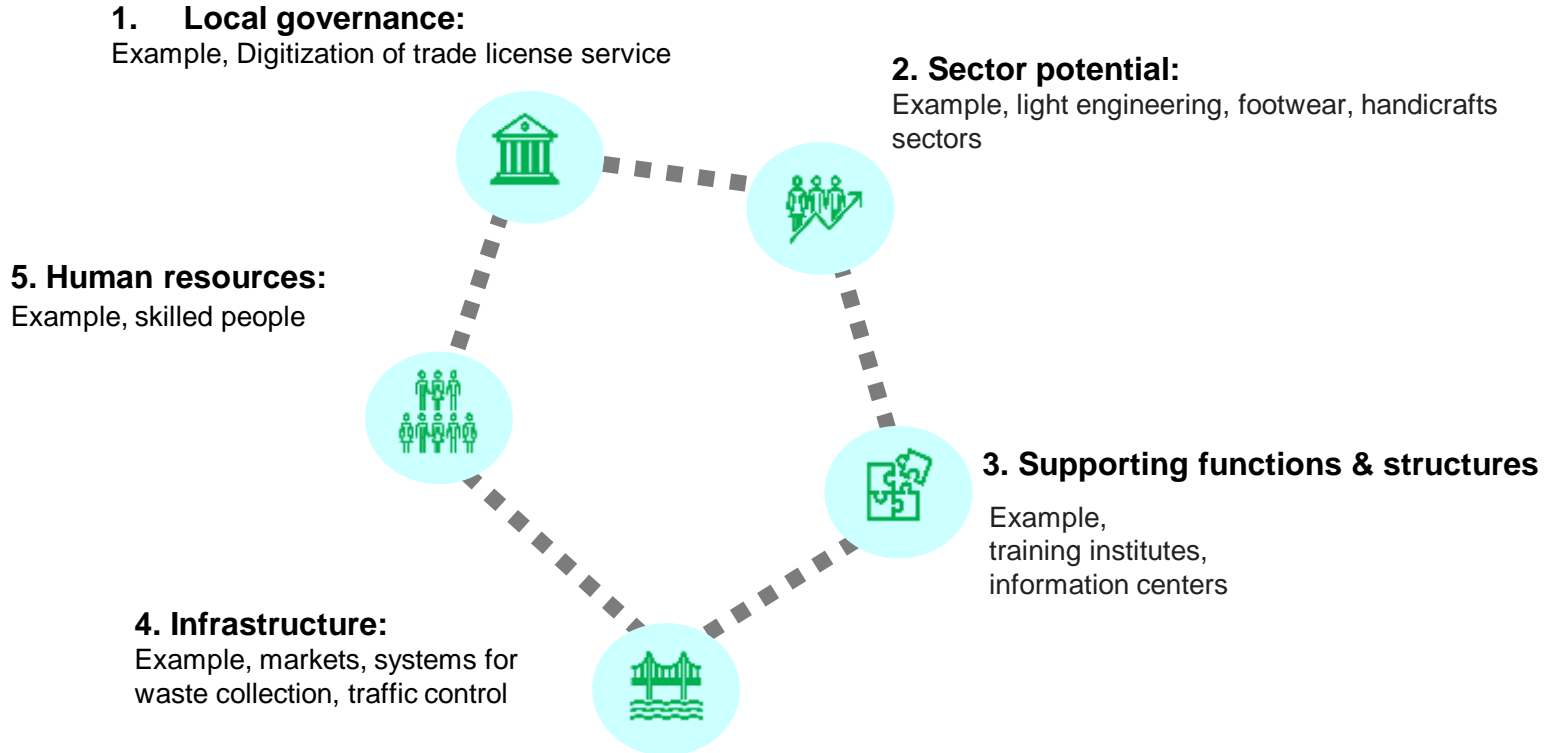 1. Local governance:
Example, Digitization of trade license service
2. Sector potential:
Example, light engineering, footwear, handicrafts
sectors
3. Supporting functions & structures
Example,
training institutes,
information centers
4. Infrastructure:
Example, markets, systems for
waste collection, traffic control
5. Human resources:
Example, skilled people